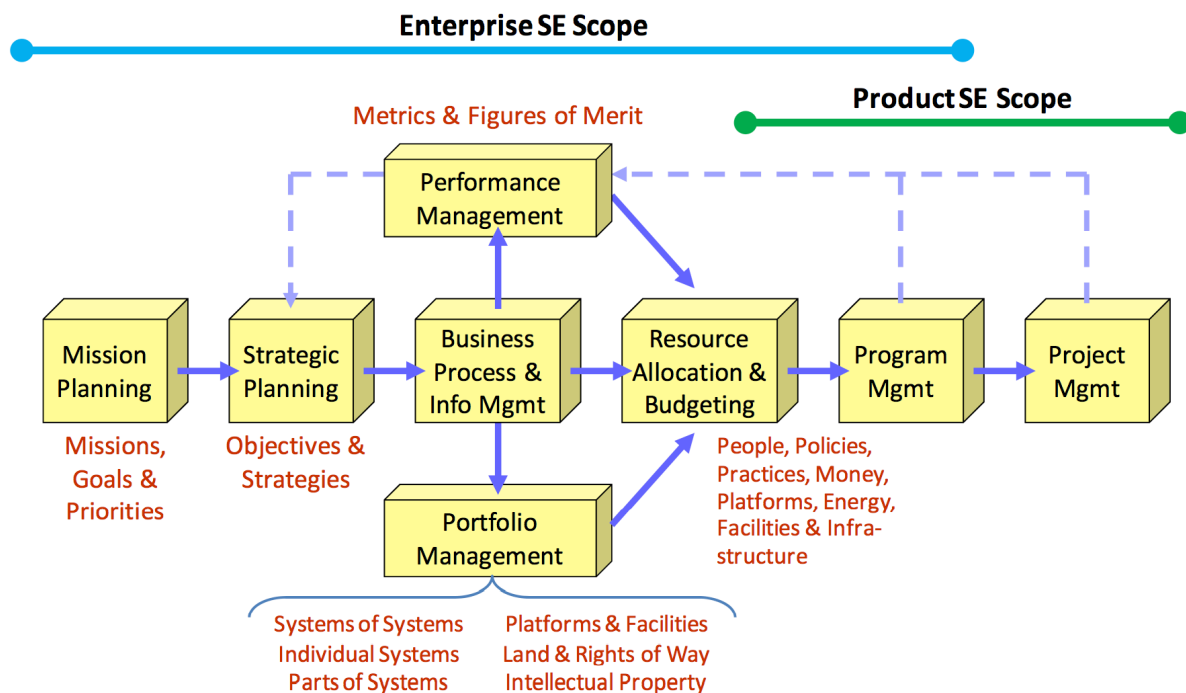 Enterprise SE Scope
Product SE Scope
Metrics & Figures of Merit
Performance
Management
Mission
Planning
Strategic
Planning
Business
Process &
Info Mgmt
Resource
Allocation &
Budgeting
Program
Mgmt
Project
Mgmt
Missions,
Goals &
Priorities
Objectives &
Strategies
People, Policies,
Practices, Money,
Platforms, Energy,
Facilities & Infra-
structure
Portfolio
Management
Systems of Systems
Individual Systems
Parts of Systems
Platforms & Facilities
Land & Rights of Way
Intellectual Property